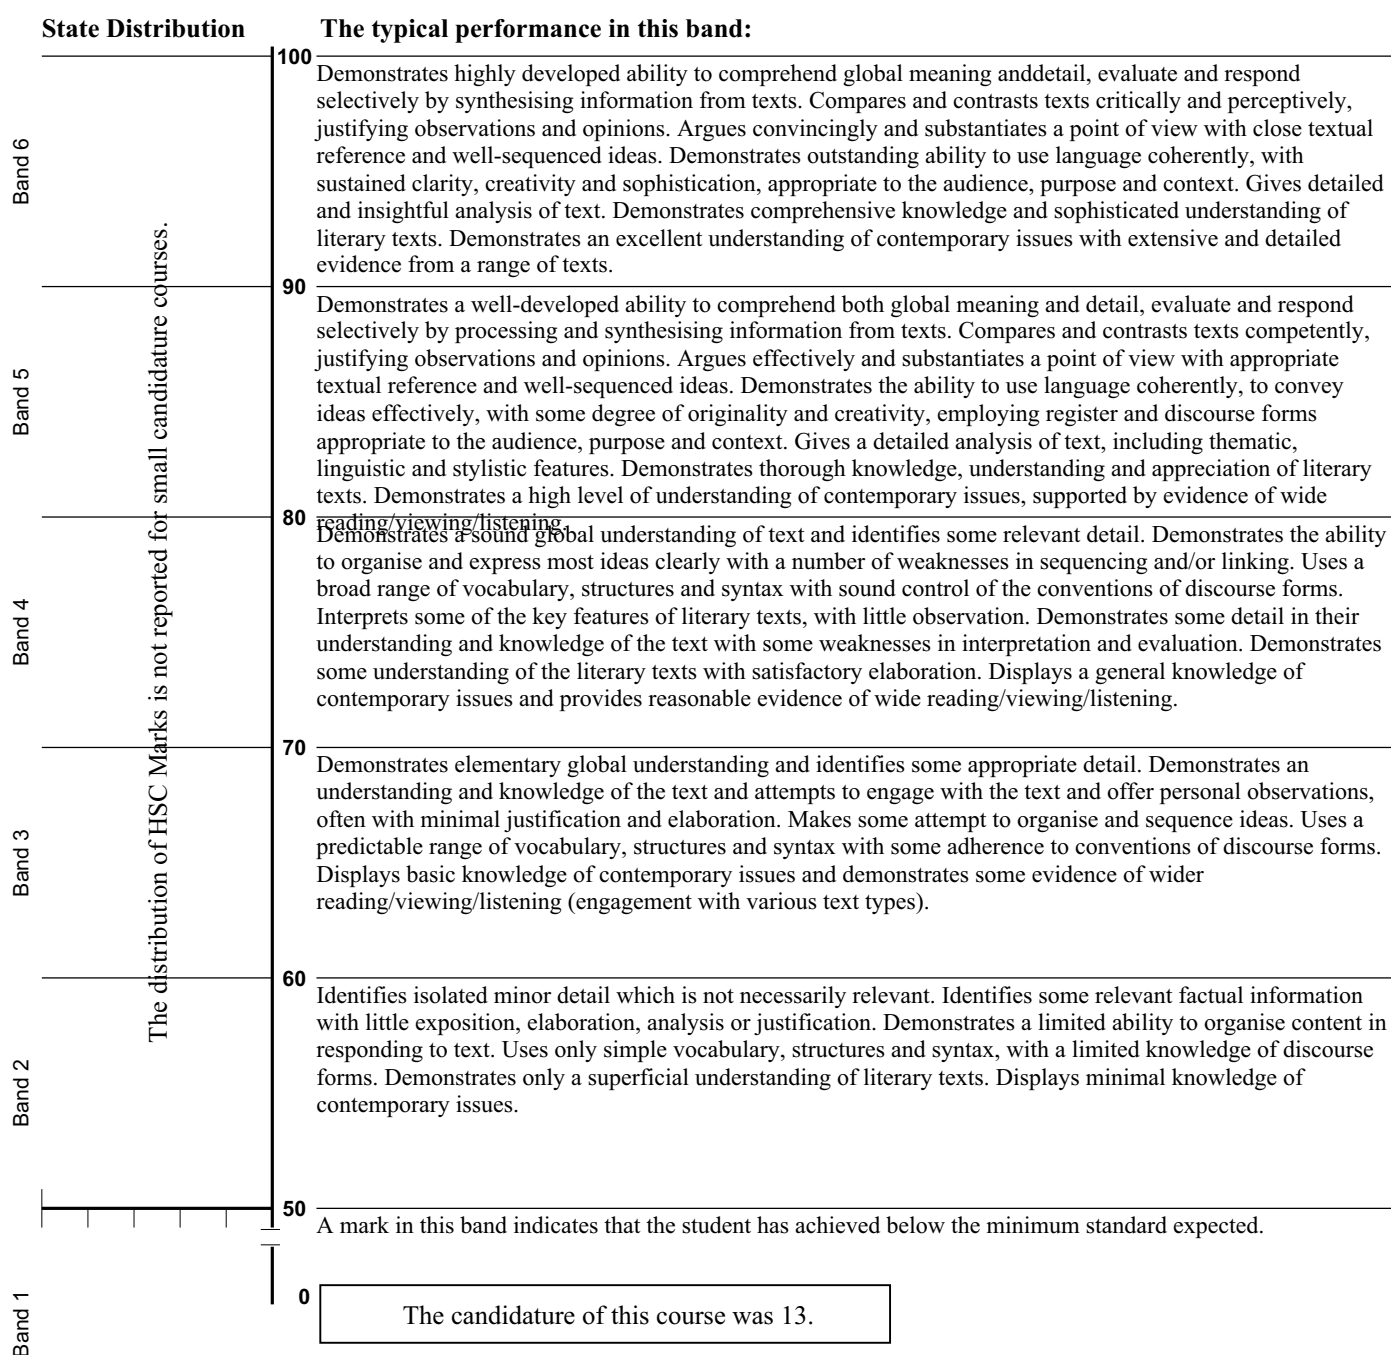 State Distribution
The typical performance in this band:
100
Demonstrates highly developed ability to comprehend global meaning anddetail, evaluate and respond
selectively by synthesising information from texts. Compares and contrasts texts critically and perceptively,
justifying observations and opinions. Argues convincingly and substantiates a point of view with close textual
reference and well-sequenced ideas. Demonstrates outstanding ability to use language coherently, with
sustained clarity, creativity and sophistication, appropriate to the audience, purpose and context. Gives detailed
and insightful analysis of text. Demonstrates comprehensive knowledge and sophisticated understanding of
literary texts. Demonstrates an excellent understanding of contemporary issues with extensive and detailed
evidence from a range of texts.
Band 6
90
Demonstrates a well-developed ability to comprehend both global meaning and detail, evaluate and respond
selectively by processing and synthesising information from texts. Compares and contrasts texts competently,
justifying observations and opinions. Argues effectively and substantiates a point of view with appropriate
textual reference and well-sequenced ideas. Demonstrates the ability to use language coherently, to convey
ideas effectively, with some degree of originality and creativity, employing register and discourse forms
appropriate to the audience, purpose and context. Gives a detailed analysis of text, including thematic,
linguistic and stylistic features. Demonstrates thorough knowledge, understanding and appreciation of literary
texts. Demonstrates a high level of understanding of contemporary issues, supported by evidence of wide
reading/viewing/listening.
Band 5
80
Demonstrates a sound global understanding of text and identifies some relevant detail. Demonstrates the ability
to organise and express most ideas clearly with a number of weaknesses in sequencing and/or linking. Uses a
broad range of vocabulary, structures and syntax with sound control of the conventions of discourse forms.
Interprets some of the key features of literary texts, with little observation. Demonstrates some detail in their
understanding and knowledge of the text with some weaknesses in interpretation and evaluation. Demonstrates
some understanding of the literary texts with satisfactory elaboration. Displays a general knowledge of
contemporary issues and provides reasonable evidence of wide reading/viewing/listening.
Band 4
The distribution of HSC Marks is not reported for small candidature courses.
70
Demonstrates elementary global understanding and identifies some appropriate detail. Demonstrates an
understanding and knowledge of the text and attempts to engage with the text and offer personal observations,
often with minimal justification and elaboration. Makes some attempt to organise and sequence ideas. Uses a
predictable range of vocabulary, structures and syntax with some adherence to conventions of discourse forms.
Displays basic knowledge of contemporary issues and demonstrates some evidence of wider
reading/viewing/listening (engagement with various text types).
Band 3
60
Identifies isolated minor detail which is not necessarily relevant. Identifies some relevant factual information
with little exposition, elaboration, analysis or justification. Demonstrates a limited ability to organise content in
responding to text. Uses only simple vocabulary, structures and syntax, with a limited knowledge of discourse
forms. Demonstrates only a superficial understanding of literary texts. Displays minimal knowledge of
contemporary issues.
Band 2
50
A mark in this band indicates that the student has achieved below the minimum standard expected.
0
Band 1
The candidature of this course was 13.